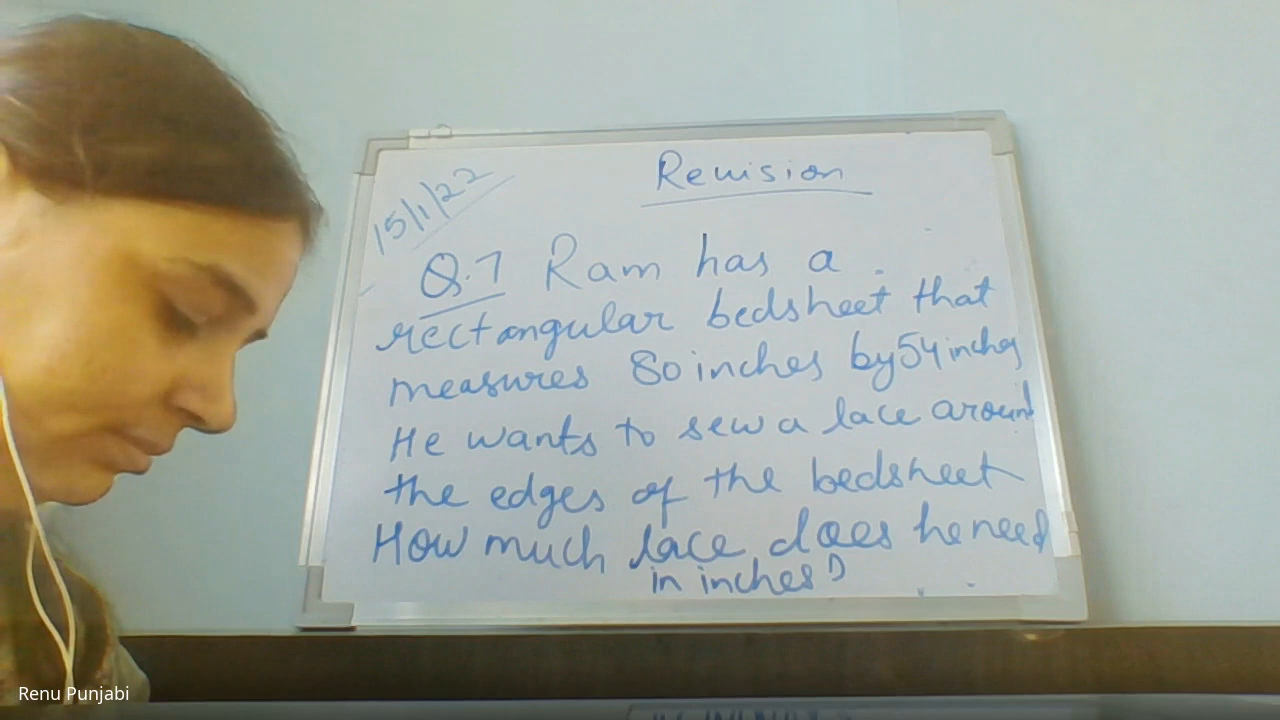 15/1/22
Revision
Q.1 Ram has a
rectangular bedsheet that
measures 80 inches by 54 inches
He wants to sew a lace around
the edges of the bedsheet
How much lace does he need
in inches?
Renu Punjabi